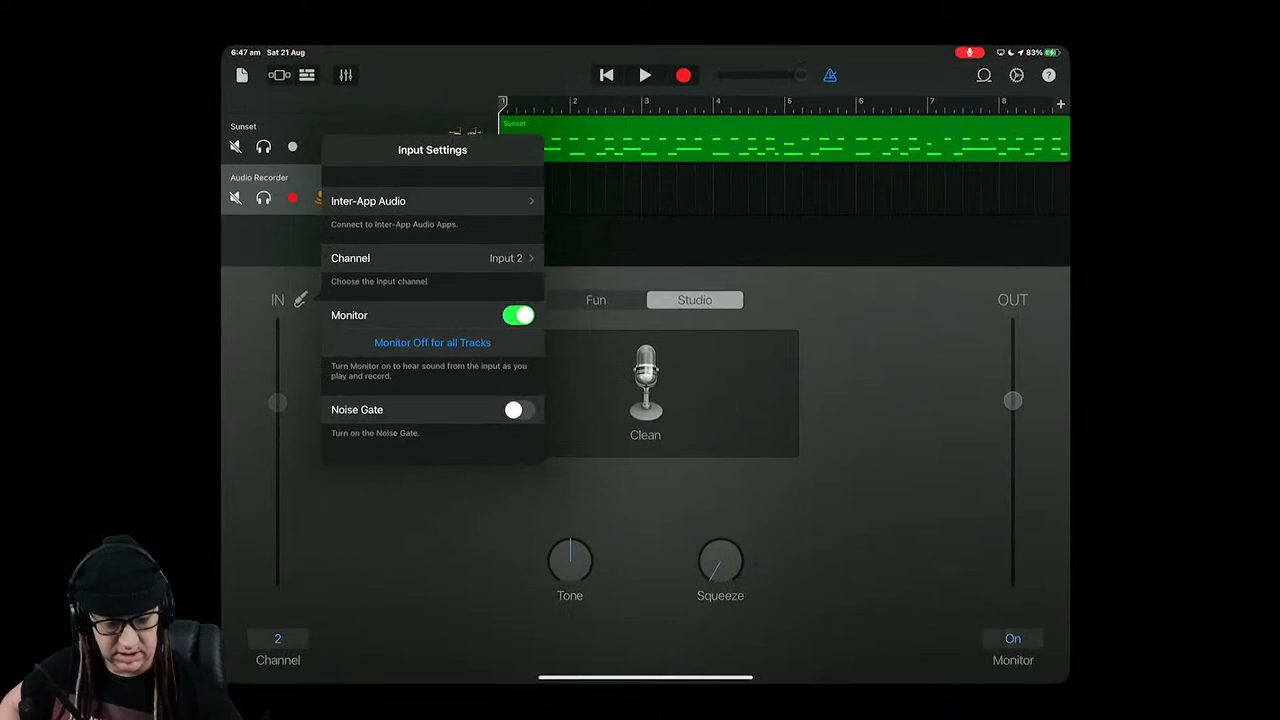 6:47 am Sat 21 Aug
83%
1 2 3 4 5 6 7 8
Sunset
Sunset
Input Settings
Audio Recorder
Inter-App Audio
Connect to Inter-App Audio Apps.
Channel Input 2
Choose the input channel
IN
Fun
Studio
OUT
Monitor
Monitor Off for all Tracks
Turn Monitor on to hear sound from the input as you
play and record.
Noise Gate
Turn on the Noise Gate.
Clean
Tone
Squeeze
2
Channel
On
Monitor